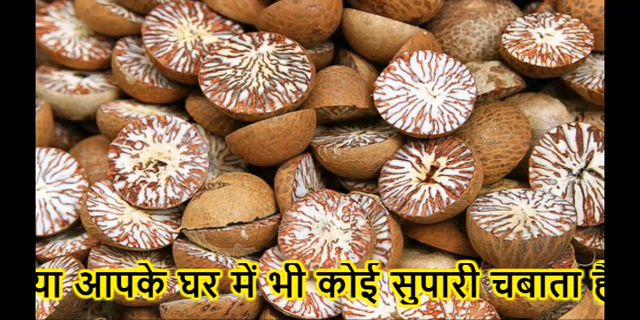 या आपके घर में भी कोई सुपारी चबाता है